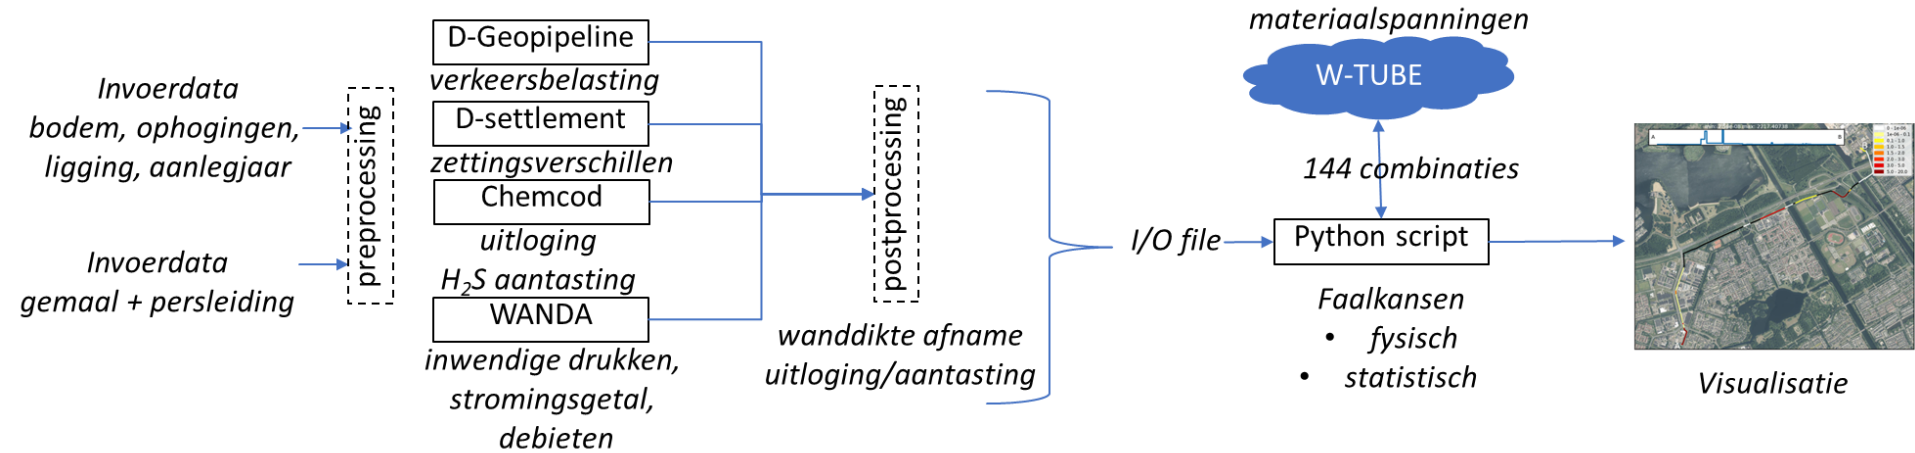 Invoerdata
bodem, ophogingen,
ligging, aanlegjaar
Invoerdata
gemaal + persleiding
preprocessing
D-Geopipeline
verkeersbelasting
D-settlement
zettingsverschillen
Chemcod
uitloging
H₂S aantasting
WANDA
inwendige drukken,
stromingsgetal,
debieten
postprocessing
wanddikte afname
uitloging/aantasting
I/O file
materiaalspanningen
W-TUBE
144 combinaties
Python script
Faalkansen
• fysisch
• statistisch
A
B
Visualisatie